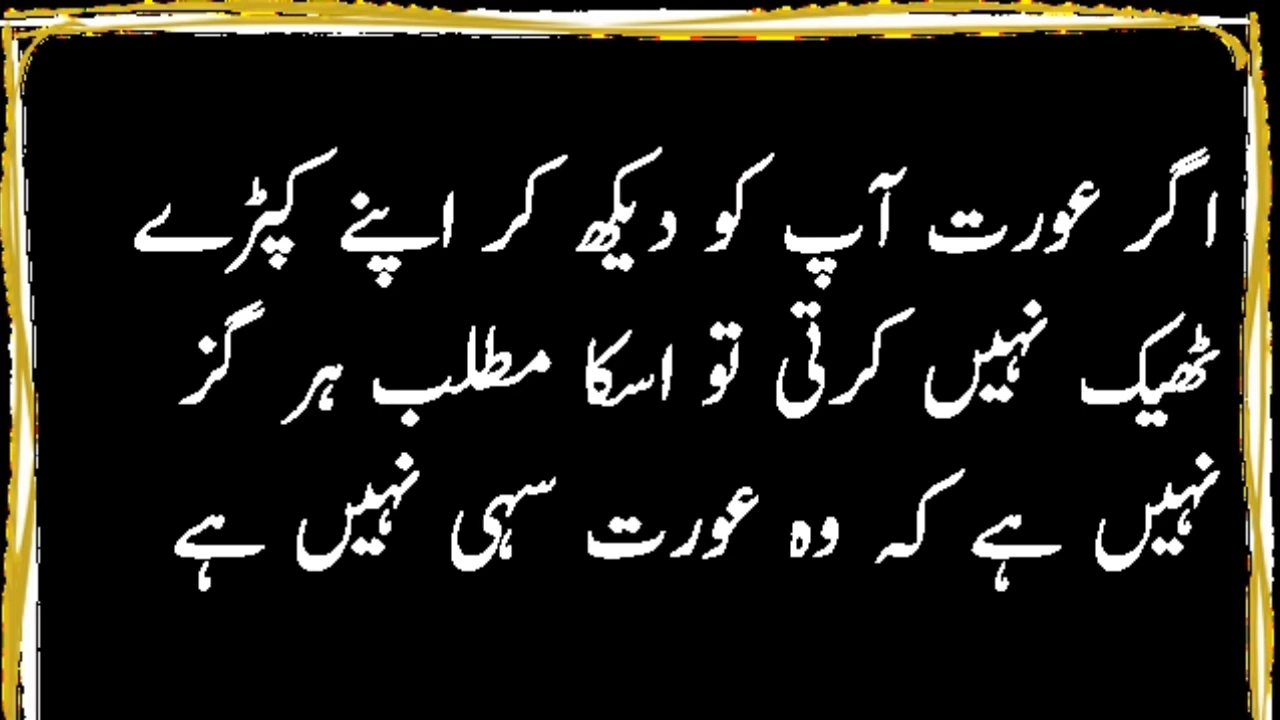 اگر عورت آپ کو دیکھ کر اپنے کپڑے
ٹھیک نہیں کرتی تو اسکا مطلب ہر گز
نہیں ہے کہ وہ عورت سہی نہیں ہے